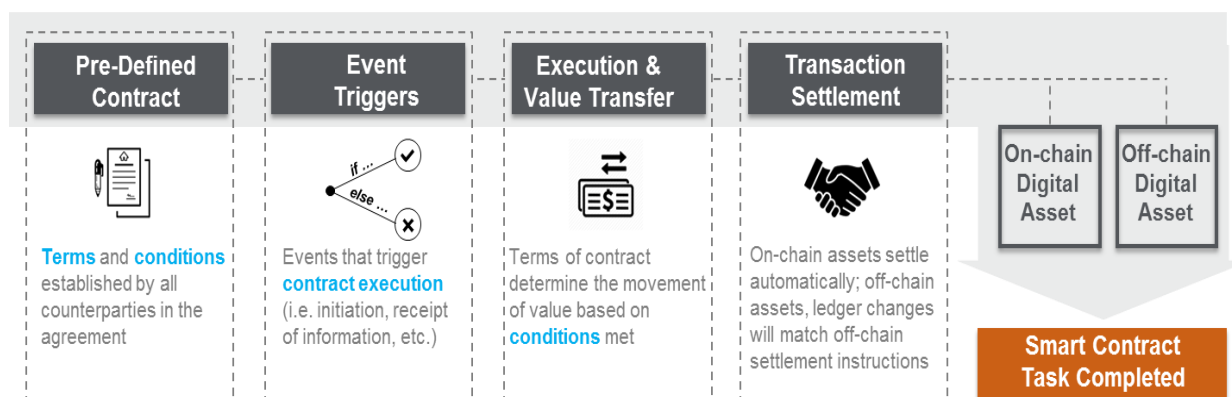 Pre-Defined
Contract
Event
Triggers
Execution &
Value Transfer
Transaction
Settlement
if ...
else ...
$
Terms and conditions
established by all
counterparties in the
agreement
Events that trigger
contract execution
(i.e. initiation, receipt
of information, etc.)
Terms of contract
determine the movement
of value based on
conditions met
On-chain assets settle
automatically; off-chain
assets, ledger changes
will match off-chain
settlement instructions
On-chain
Digital
Asset
Off-chain
Digital
Asset
Smart Contract
Task Completed